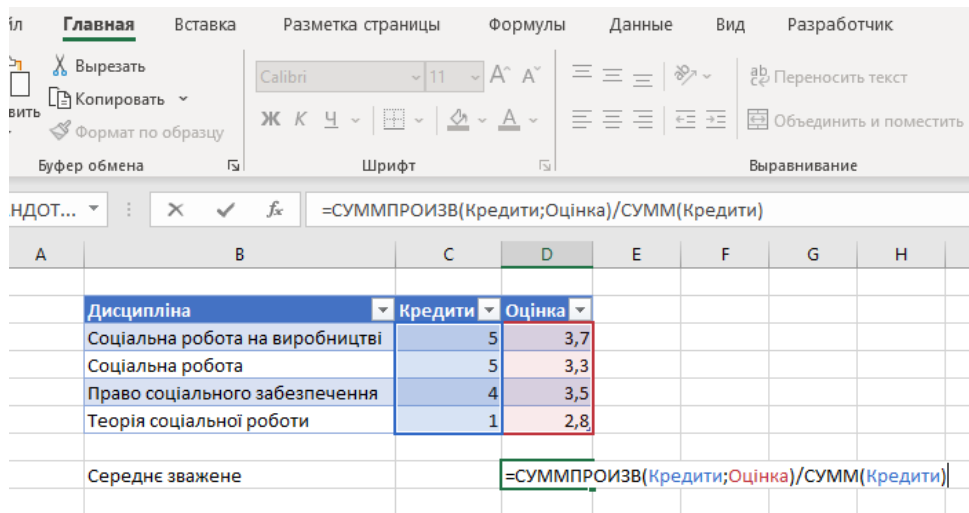 йл Главная Вставка Разметка страницы Формулы Данные Вид Разработчик
Вырезать
Копировать
вить
Формат по образцу
Calibri 11 A A
Ж К Ч A
ab Переносить текст
Объединить и поместить
Буфер обмена Шрифт Выравнивание
НДОТ... fx =СУММПРОИЗВ(Кредити;Оцінка)/СУММ(Кредити)
A B C D E F G H
Дисципліна Кредити Оцінка
Соціальна робота на виробництві 5 3,7
Соціальна робота 5 3,3
Право соціального забезпечення 4 3,5
Теорія соціальної роботи 1 2,8
Середнє зважене =СУММПРОИЗВ(Кредити;Оцінка)/СУММ(Кредити)